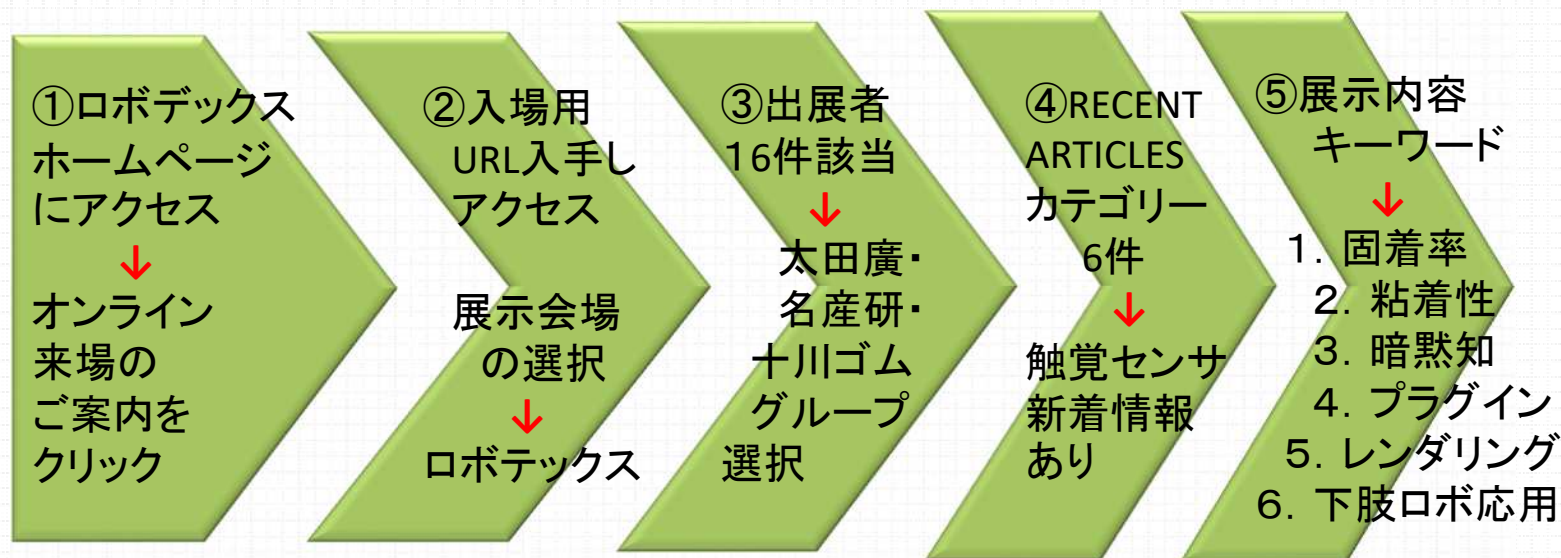 ①ロボデックス
ホームページ
にアクセス
↓
オンライン
来場の
ご案内を
クリック
②入場用
URL入手し
アクセス
展示会場
の選択
↓
ロボテックス
③出展者
16件該当
↓
太田廣・
名産研・
十川ゴム
グループ
選択
④RECENT
ARTICLES
カテゴリー
6件
↓
触覚センサ
新着情報
あり
⑤展示内容
キーワード
↓
1．固着率
2．粘着性
3．暗黙知
4．プラグイン
5．レンダリング
6．下肢ロボ応用